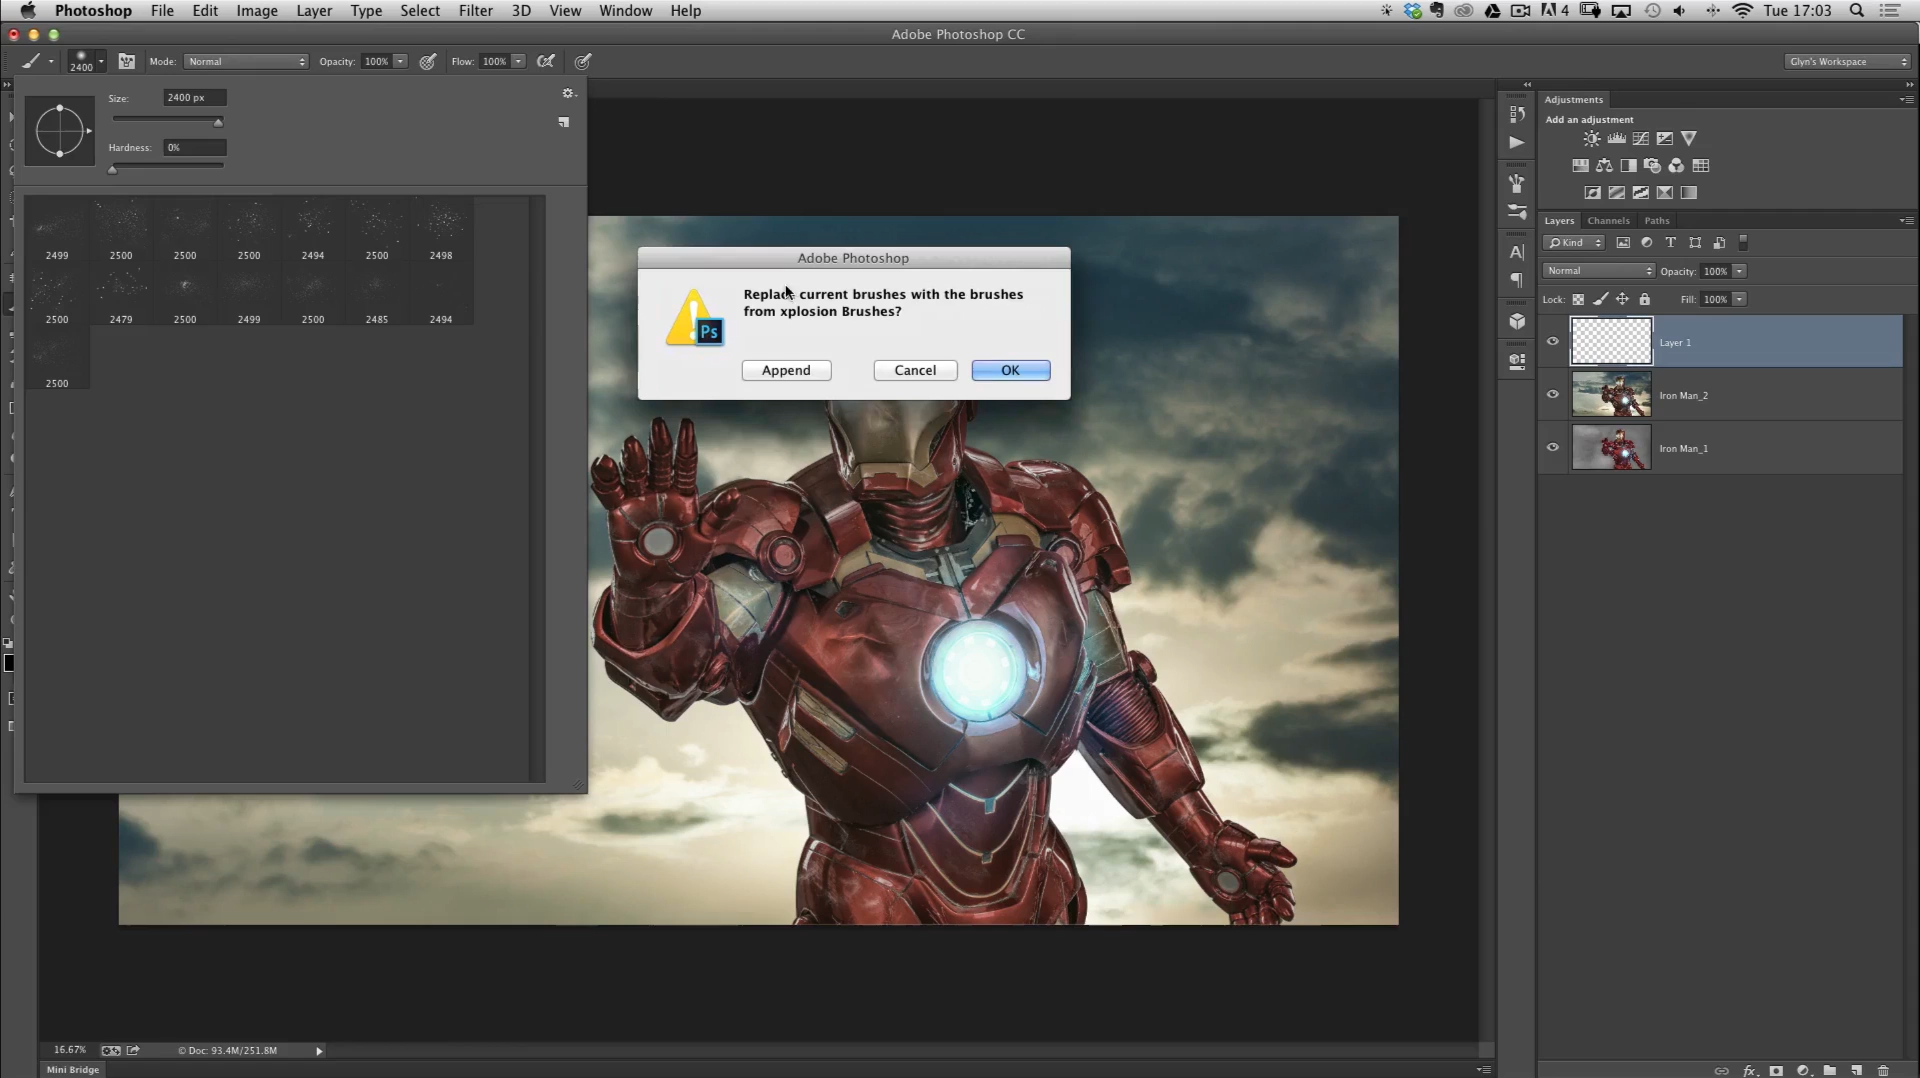 Photoshop File Edit Image Layer Type Select Filter 3D View Window Help 4 Tue 17:03
Adobe Photoshop CC
2400 Mode: Normal Opacity: 100% Flow: 100% Glyn's Workspace
Size: 2400 px
Hardness: 0%
2499 2500 2500 2500 2494 2500 2498
2500 2479 2500 2499 2500 2485 2494
2500
Adobe Photoshop
Replace current brushes with the brushes
from xplosion Brushes?
Ps
Append Cancel OK
Adjustments
Add an adjustment
Layers Channels Paths
Kind
Normal Opacity: 100%
Lock: Fill: 100%
Layer 1
Iron Man_2
Iron Man_1
16.67% © Doc: 93.4M/251.8M
Mini Bridge